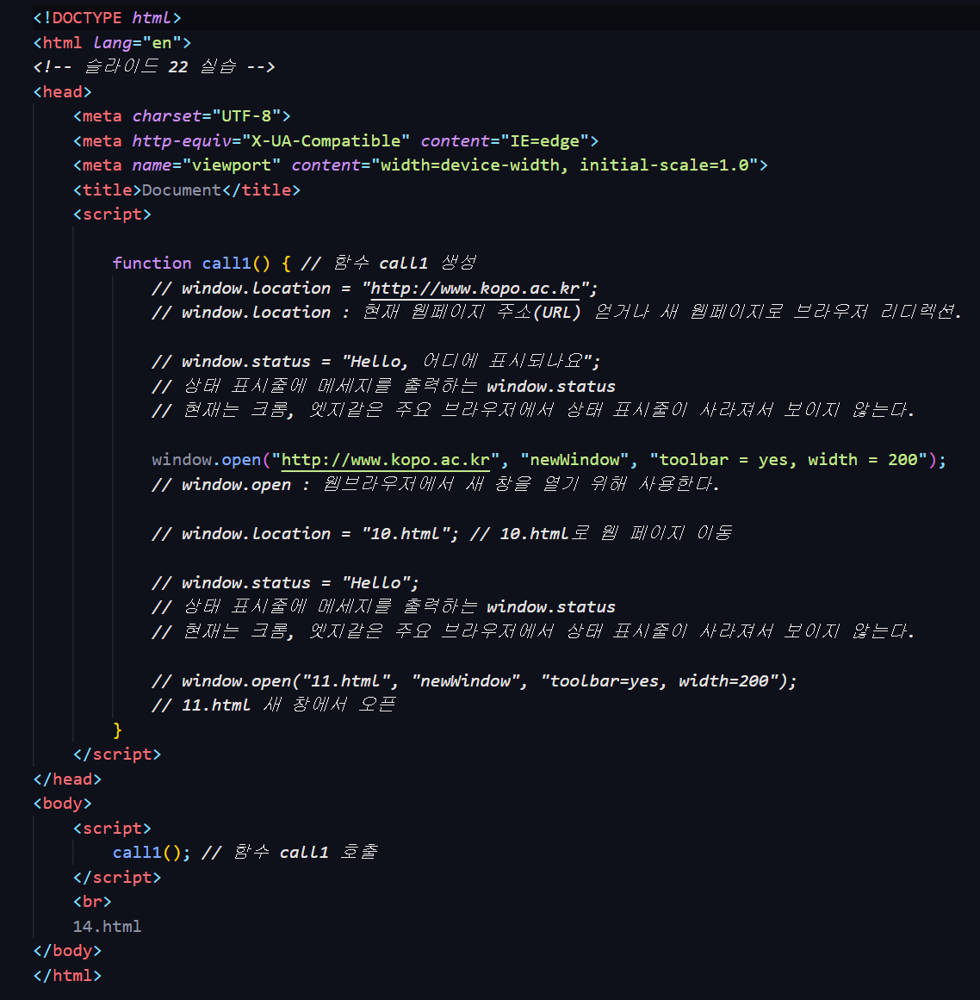 <!DOCTYPE html>
<html lang="en">
<!-- 슬라이드 22 실습 -->
<head>
    <meta charset="UTF-8">
    <meta http-equiv="X-UA-Compatible" content="IE=edge">
    <meta name="viewport" content="width=device-width, initial-scale=1.0">
    <title>Document</title>
    <script>

        function call1() { // 함수 call1 생성
            // window.location = "http://www.kopo.ac.kr";
            // window.location : 현재 웹페이지 주소(URL) 얻거나 새 웹페이지로 브라우저 리디렉션.

            // window.status = "Hello, 어디에 표시되나요";
            // 상태 표시줄에 메세지를 출력하는 window.status
            // 현재는 크롬, 엣지같은 주요 브라우저에서 상태 표시줄이 사라져서 보이지 않는다.

            window.open("http://www.kopo.ac.kr", "newWindow", "toolbar = yes, width = 200");
            // window.open : 웹브라우저에서 새 창을 열기 위해 사용한다.

            // window.location = "10.html"; // 10.html로 웹 페이지 이동

            // window.status = "Hello";
            // 상태 표시줄에 메세지를 출력하는 window.status
            // 현재는 크롬, 엣지같은 주요 브라우저에서 상태 표시줄이 사라져서 보이지 않는다.

            // window.open("11.html", "newWindow", "toolbar=yes, width=200");
            // 11.html 새 창에서 오픈
        }
    </script>
</head>
<body>
    <script>
        call1(); // 함수 call1 호출
    </script>
    <br>
    14.html
</body>
</html>